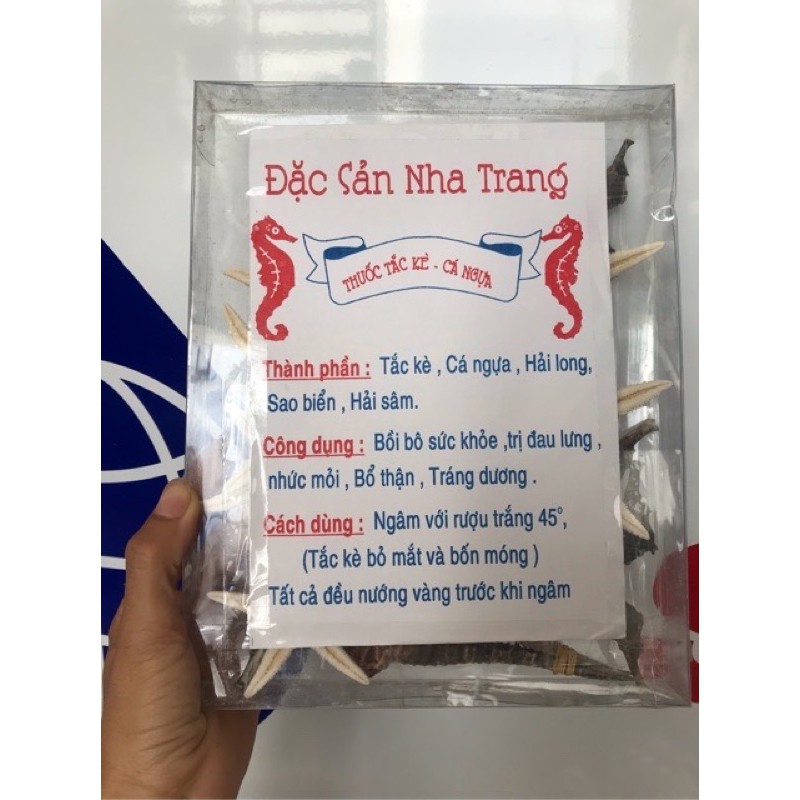 Đặc Sản Nha Trang
THUỐC TẮC KÈ - CÁ NGỰA
Thành phần : Tắc kè , Cá ngựa , Hải long,
Sao biển , Hải sâm.
Công dụng : Bồi bô sức khỏe ,trị đau lưng ,
nhức mỏi , Bổ thận , Tráng dương .
Cách dùng : Ngâm với rượu trắng 45°,
(Tắc kè bỏ mắt và bốn móng )
Tất cả đều nướng vàng trước khi ngâm